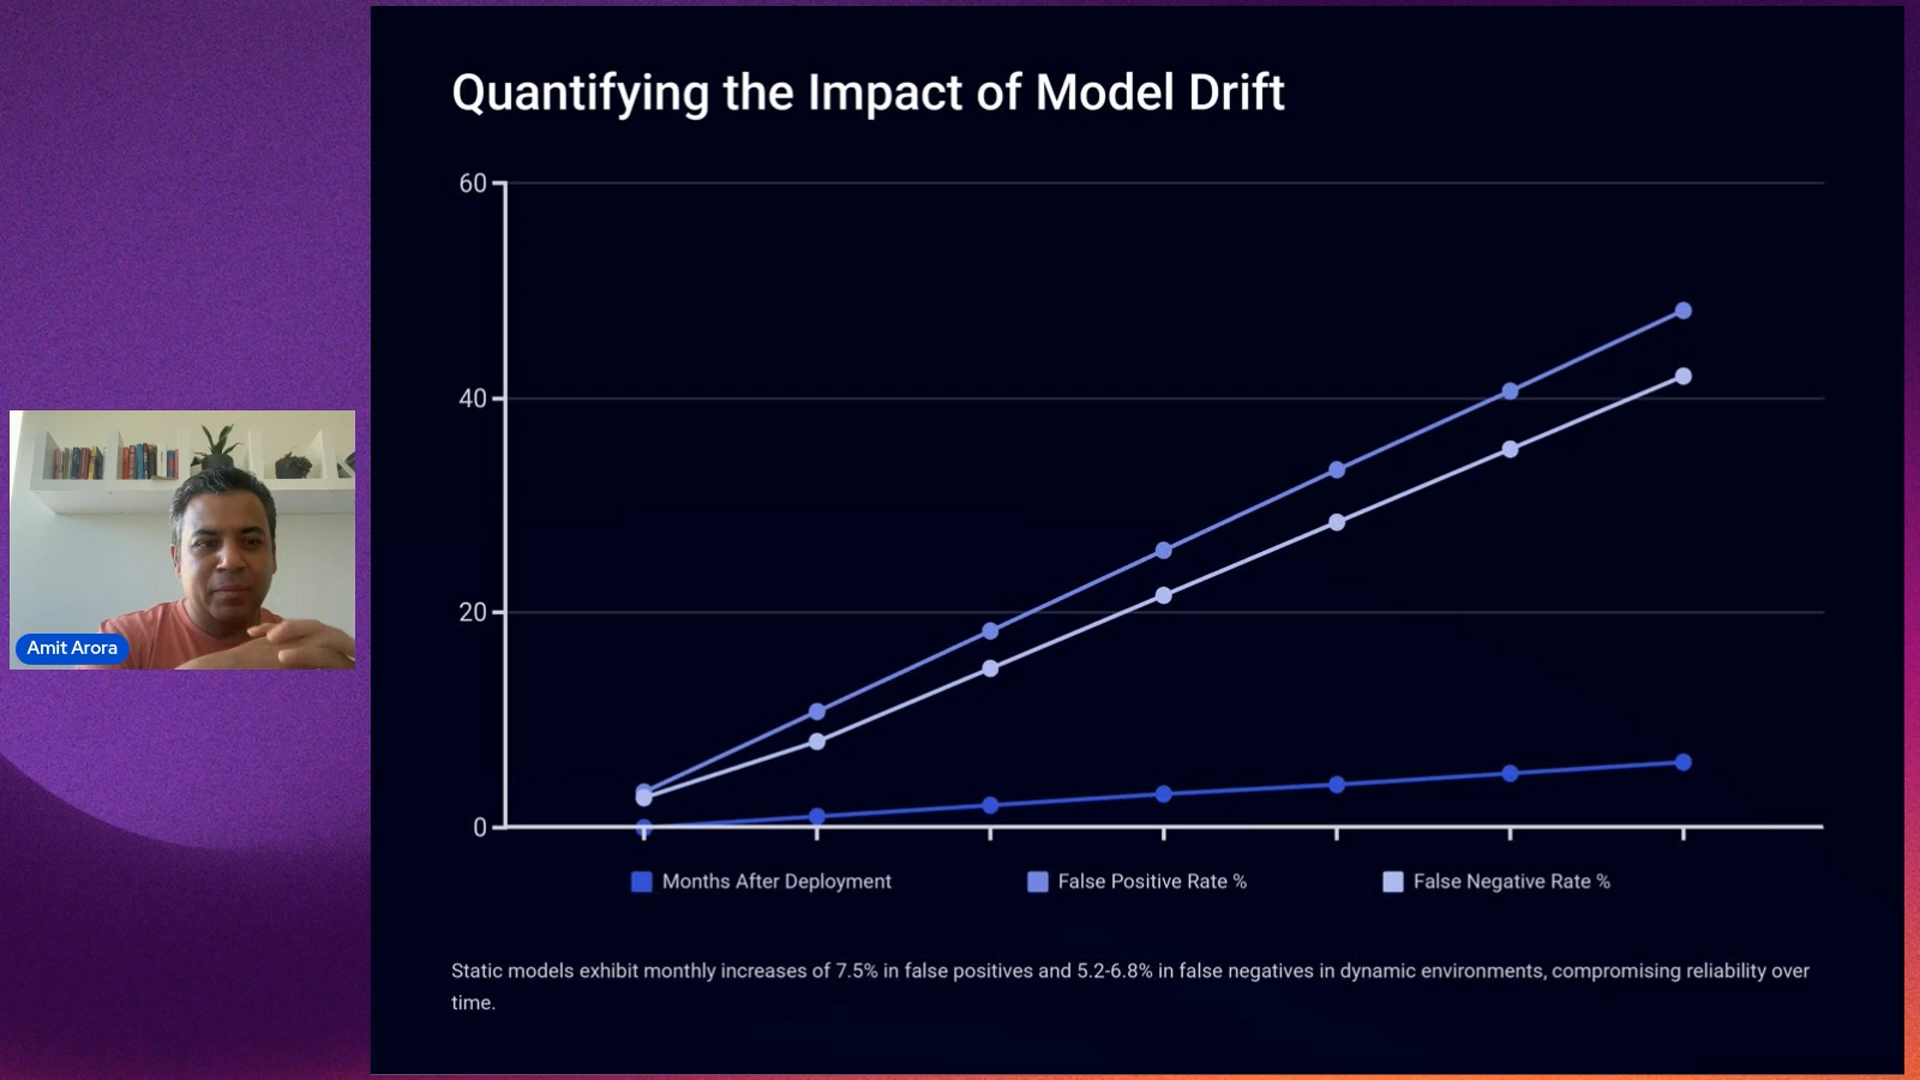 Quantifying the Impact of Model Drift
60
40
20
0
Months After Deployment
False Positive Rate %
False Negative Rate %
Static models exhibit monthly increases of 7.5% in false positives and 5.2-6.8% in false negatives in dynamic environments, compromising reliability over
time.
Amit Arora